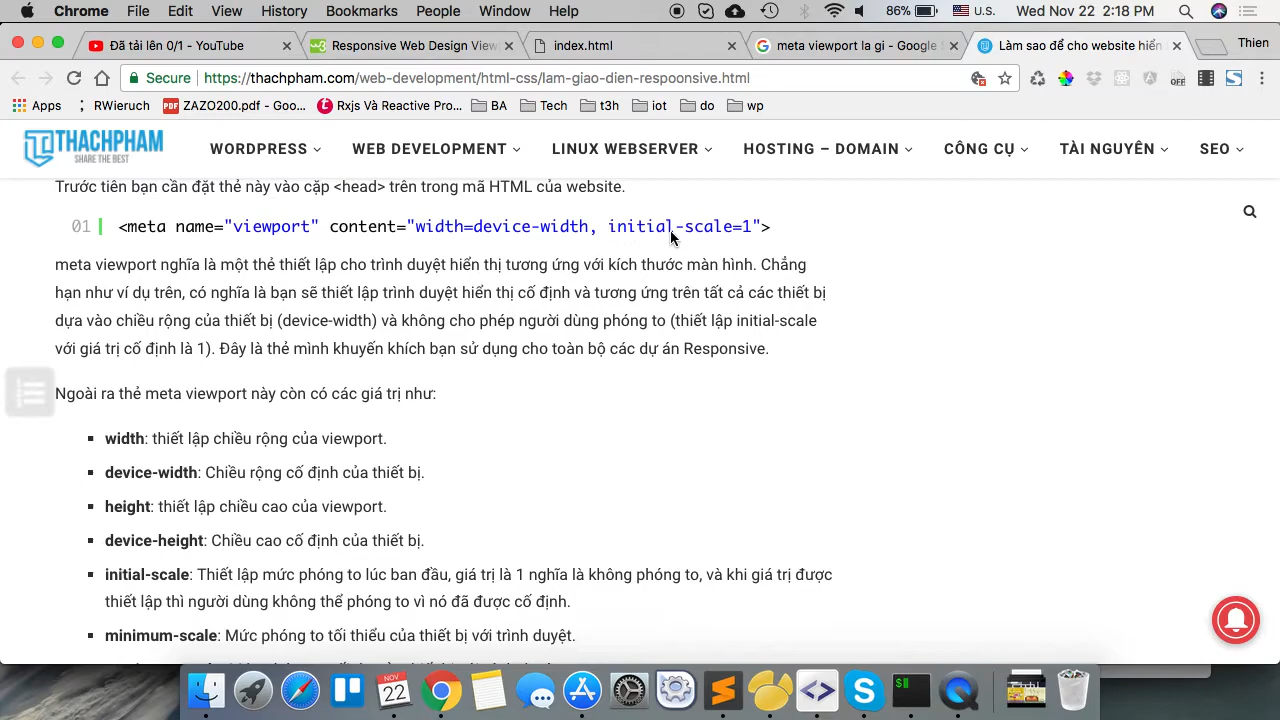 Chrome File Edit View History Bookmarks People Window Help 86% U.S. Wed Nov 22 2:18 PM
Đã tải lên 0/1 - YouTube
Responsive Web Design View
index.html
meta viewport la gi - Google S
Làm sao để cho website hiển
Thien
Secure https://thachpham.com/web-development/html-css/lam-giao-dien-respoonsive.html
OFF
Apps RWieruch ZAZO200.pdf - Goo... Rxjs Và Reactive Pro... BA Tech t3h iot do wp
THACHPHAM
SHARE THE BEST
WORDPRESS WEB DEVELOPMENT LINUX WEBSERVER HOSTING – DOMAIN CÔNG CỤ TÀI NGUYÊN SEO
Trước tiên bạn cần đặt thẻ này vào cặp <head> trên trong mã HTML của website.
01 <meta name="viewport" content="width=device-width, initial-scale=1">
meta viewport nghĩa là một thẻ thiết lập cho trình duyệt hiển thị tương ứng với kích thước màn hình. Chẳng
hạn như ví dụ trên, có nghĩa là bạn sẽ thiết lập trình duyệt hiển thị cố định và tương ứng trên tất cả các thiết bị
dựa vào chiều rộng của thiết bị (device-width) và không cho phép người dùng phóng to (thiết lập initial-scale
với giá trị cố định là 1). Đây là thẻ mình khuyến khích bạn sử dụng cho toàn bộ các dự án Responsive.
Ngoài ra thẻ meta viewport này còn có các giá trị như:
width: thiết lập chiều rộng của viewport.
device-width: Chiều rộng cố định của thiết bị.
height: thiết lập chiều cao của viewport.
device-height: Chiều cao cố định của thiết bị.
initial-scale: Thiết lập mức phóng to lúc ban đầu, giá trị là 1 nghĩa là không phóng to, và khi giá trị được
thiết lập thì người dùng không thể phóng to vì nó đã được cố định.
minimum-scale: Mức phóng to tối thiểu của thiết bị với trình duyệt.
NOV
22